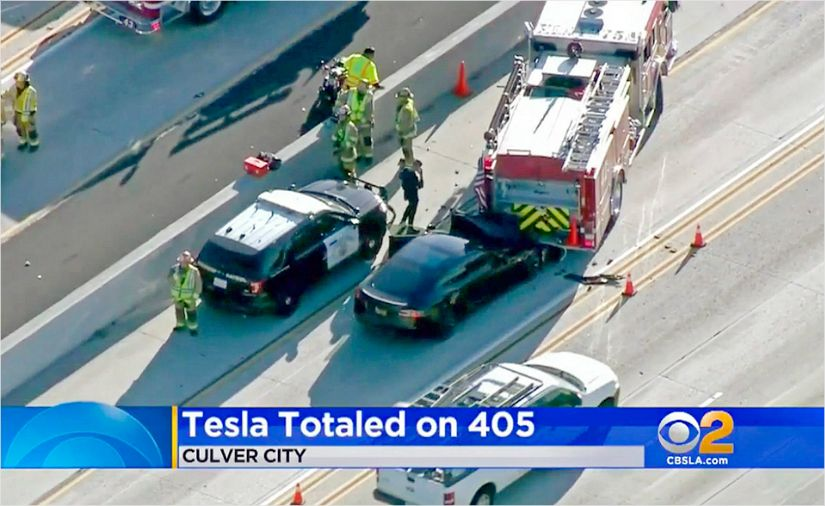 Tesla Totaled on 405
CULVER CITY
2
CBSLA.com